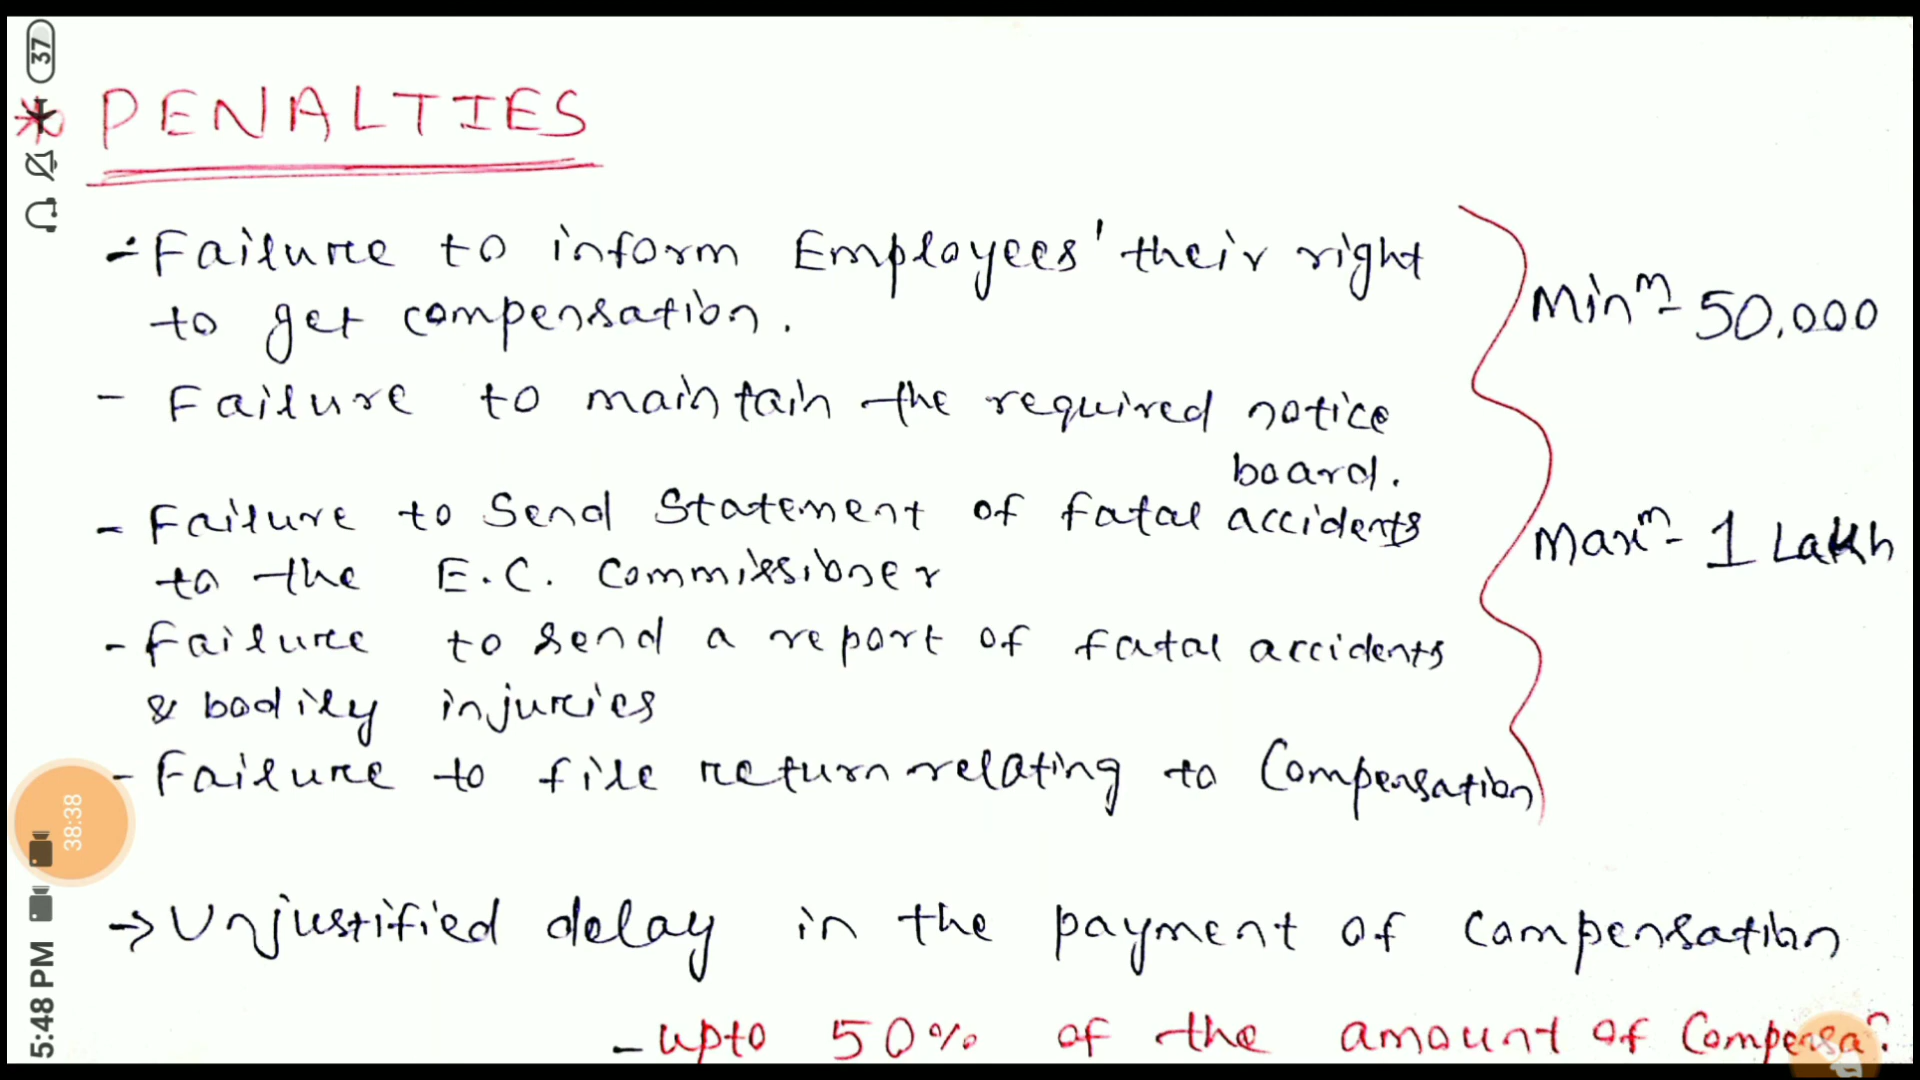 * PENALTIES
- Failure to inform Employees' their right
to get compensation.
Minm - 50,000
- Failure to maintain the required notice
board.
- Failure to Send Statement of fatal accidents
to the E.C. Commissioner
Maxm - 1 Lakh
- Failure to send a report of fatal accidents
& bodily injuries
- Failure to file return relating to Compensation
→ Unjustified delay in the payment of compensation
- upto 50% of the amount of Compensan.
37
38:38
5:48 PM